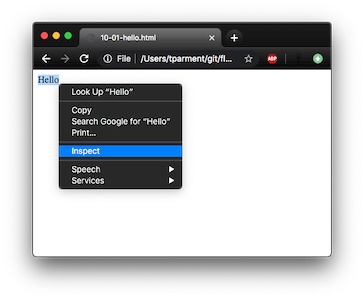 10-01-hello.html
File | /Users/tparment/git/fl
ABP
Hello
Look Up “Hello”
Copy
Search Google for “Hello”
Print...
Inspect
Speech
Services